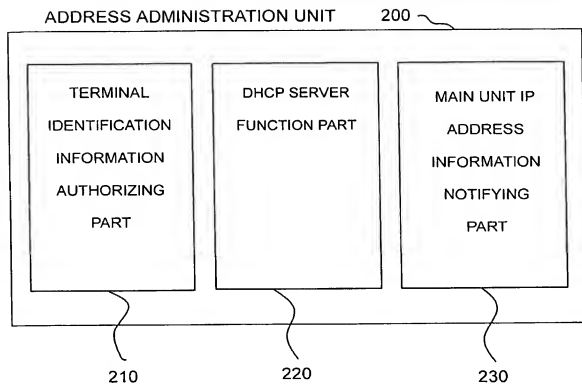 ADDRESS ADMINISTRATION UNIT 200
TERMINAL
IDENTIFICATION
INFORMATION
AUTHORIZING
PART
DHCP SERVER
FUNCTION PART
MAIN UNIT IP
ADDRESS
INFORMATION
NOTIFYING
PART
210 220 230